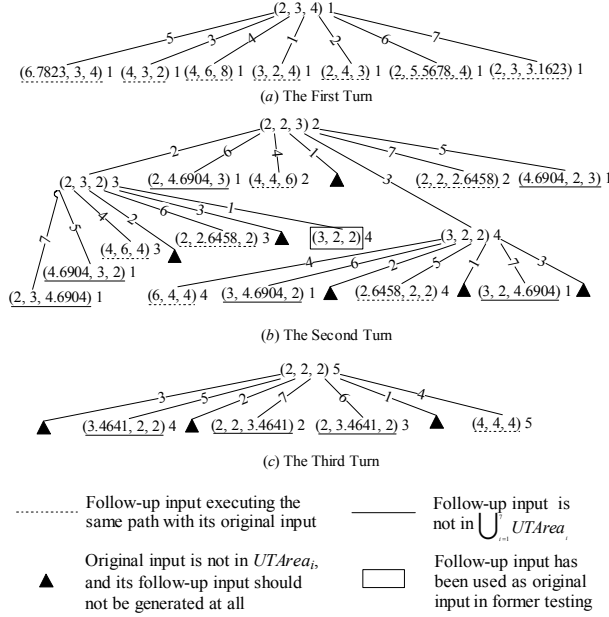 (2, 3, 4) 1
5 3 4 1 2 6 7
(6.7823, 3, 4) 1 (4, 3, 2) 1 (4, 6, 8) 1 (3, 2, 4) 1 (2, 4, 3) 1 (2, 5.5678, 4) 1 (2, 3, 3.1623) 1
(a) The First Turn
(2, 2, 3) 2
2 6 4 1 3 7 5
(2, 3, 2) 3 (2, 4.6904, 3) 1 (4, 4, 6) 2 (2, 2, 2.6458) 2 (4.6904, 2, 3) 1
7 5 4 2 6 3 1
(4, 6, 4) 3 (2, 2.6458, 2) 3 (3, 2, 2) 4 (3, 2, 2) 4
(4.6904, 3, 2) 1
4 6 2 5 1 7 3
(2, 3, 4.6904) 1 (6, 4, 4) 4 (3, 4.6904, 2) 1 (2.6458, 2, 2) 4 (3, 2, 4.6904) 1
(b) The Second Turn
(2, 2, 2) 5
3 5 2 7 6 1 4
(3.4641, 2, 2) 4 (2, 2, 3.4641) 2 (2, 3.4641, 2) 3 (4, 4, 4) 5
(c) The Third Turn
Follow-up input executing the
same path with its original input
Follow-up input is
not in ⋃⁷ᵢ₌₁ UTAreaᵢ
Original input is not in UTAreaᵢ,
and its follow-up input should
not be generated at all
Follow-up input has
been used as original
input in former testing